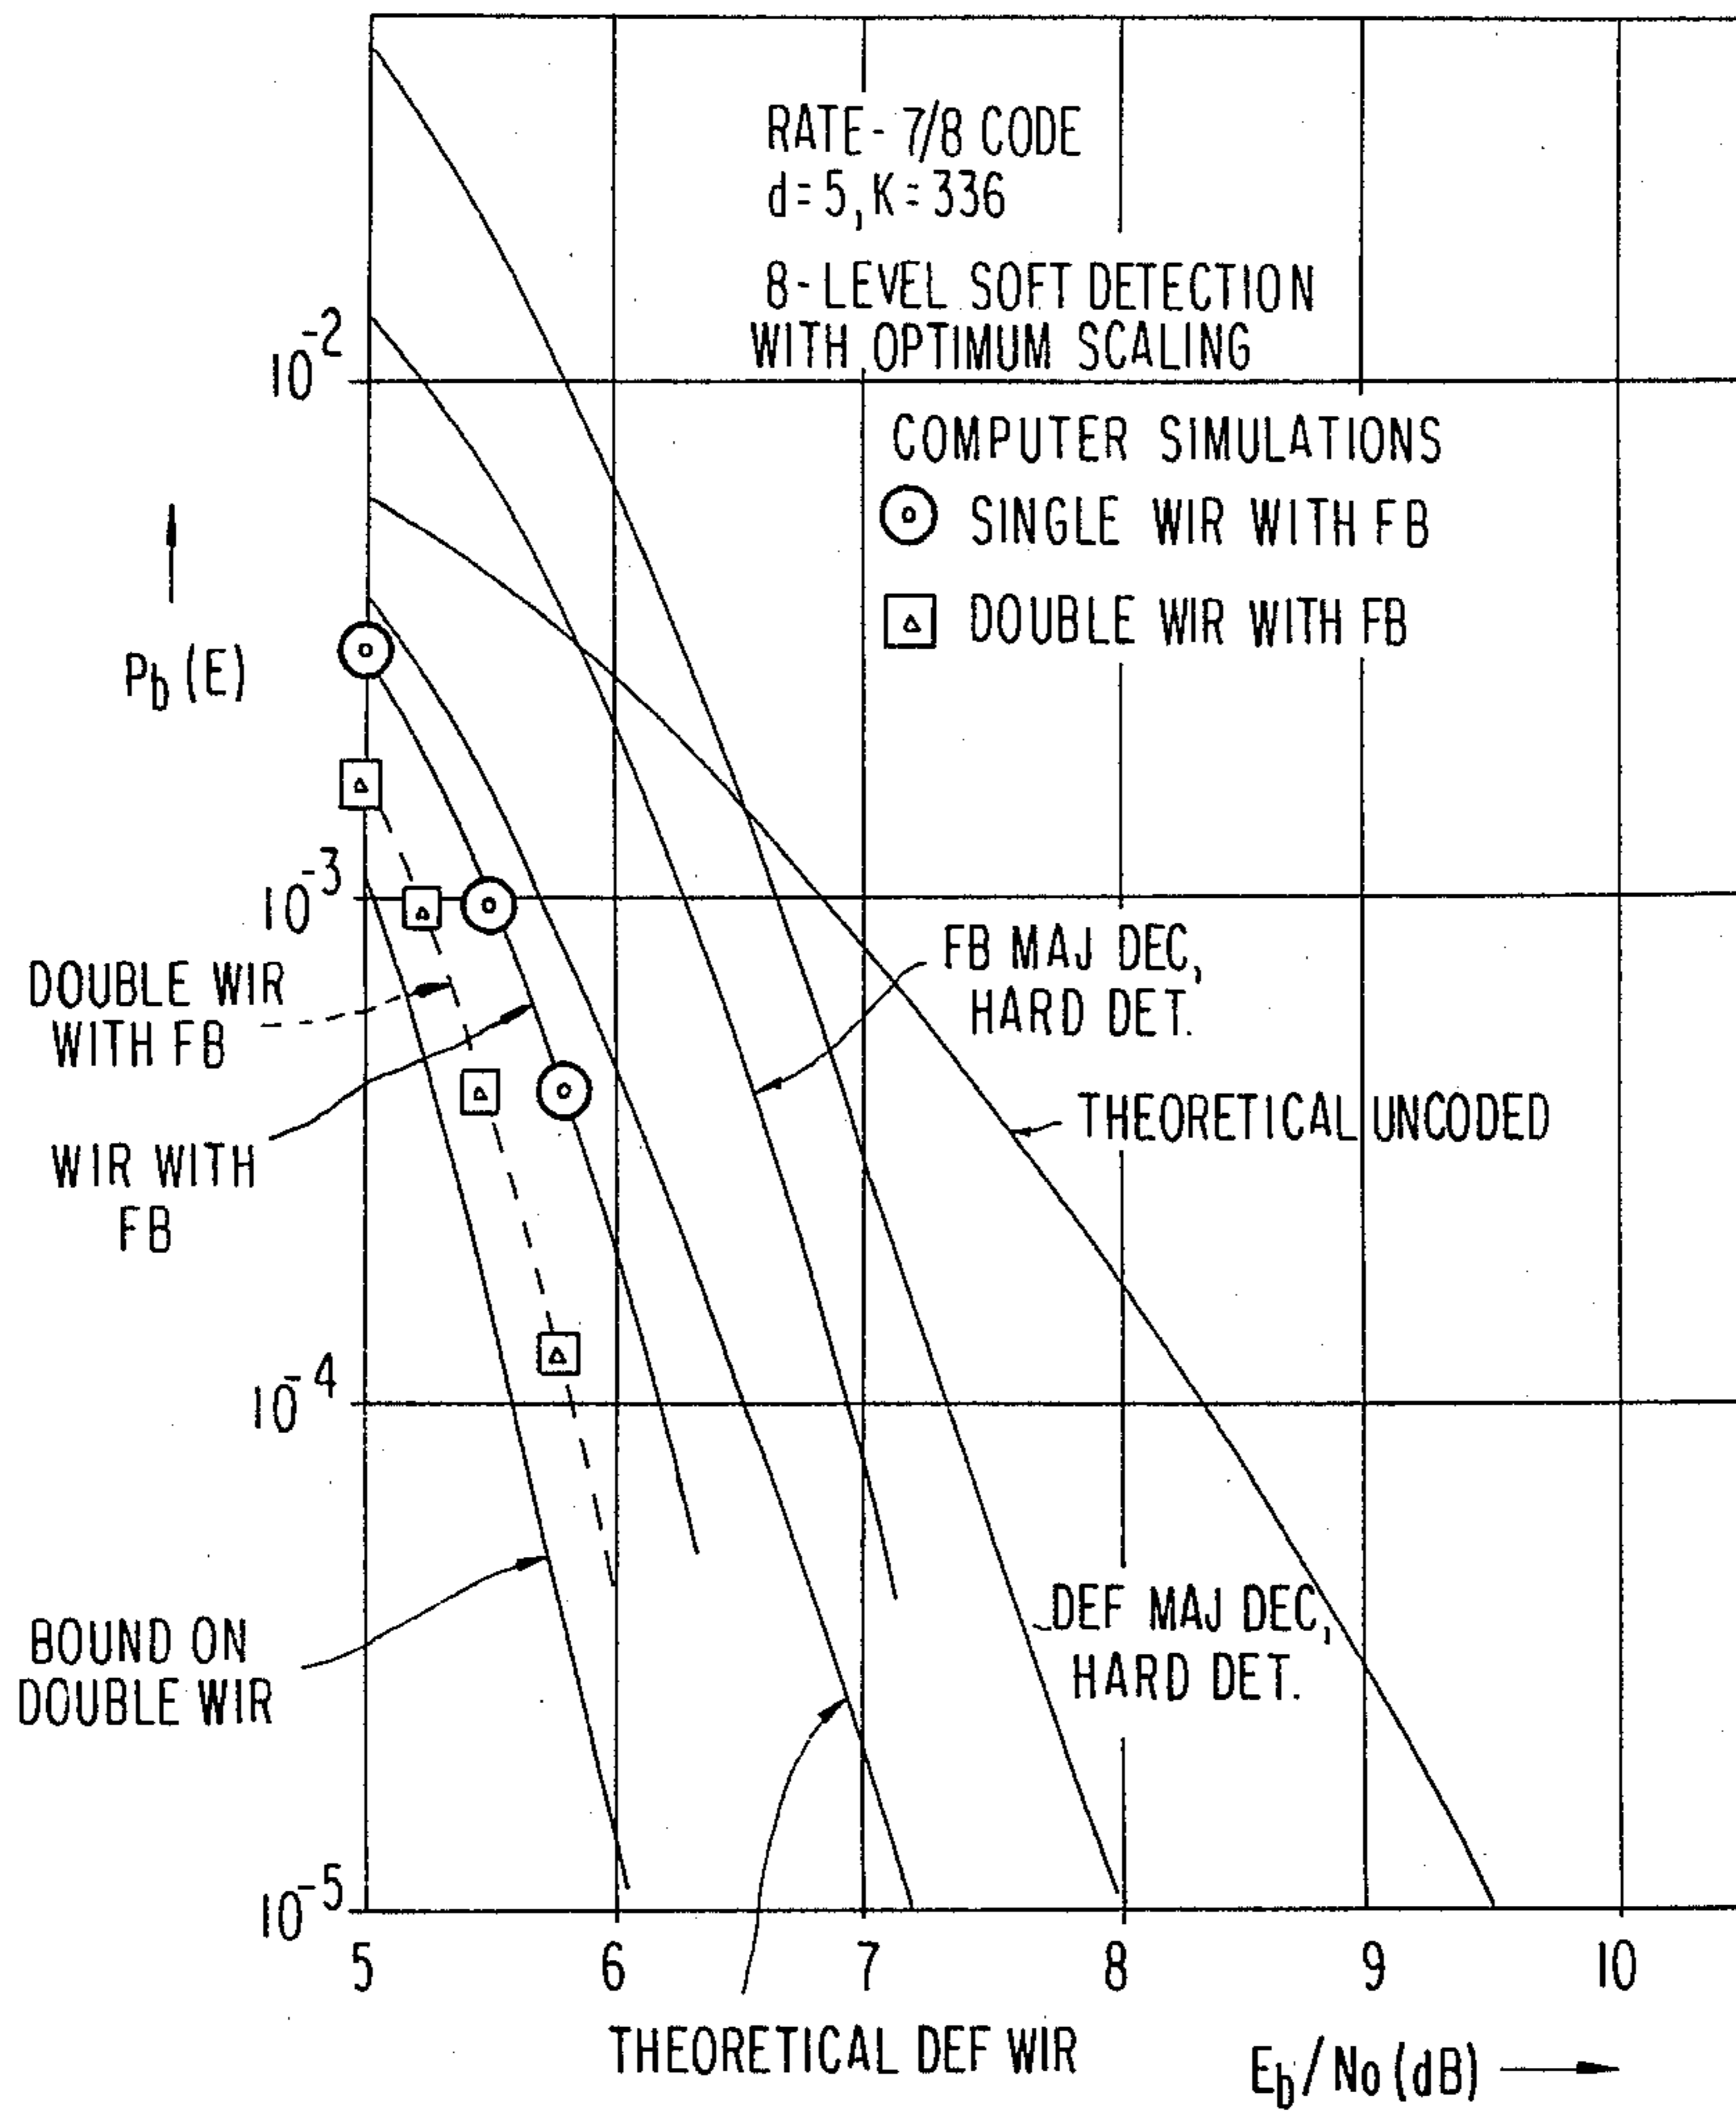 RATE - 7/8 CODE
d = 5, K = 336
8 - LEVEL SOFT DETECTION
WITH OPTIMUM SCALING
COMPUTER SIMULATIONS
SINGLE WIR WITH FB
DOUBLE WIR WITH FB
10^-2
P_b (E)
10^-3
10^-4
10^-5
FB MAJ DEC,
HARD DET.
DOUBLE WIR
WITH FB
THEORETICAL UNCODED
WIR WITH
FB
DEF MAJ DEC,
HARD DET.
BOUND ON
DOUBLE WIR
5 6 7 8 9 10
THEORETICAL DEF WIR
E_b/No (dB)